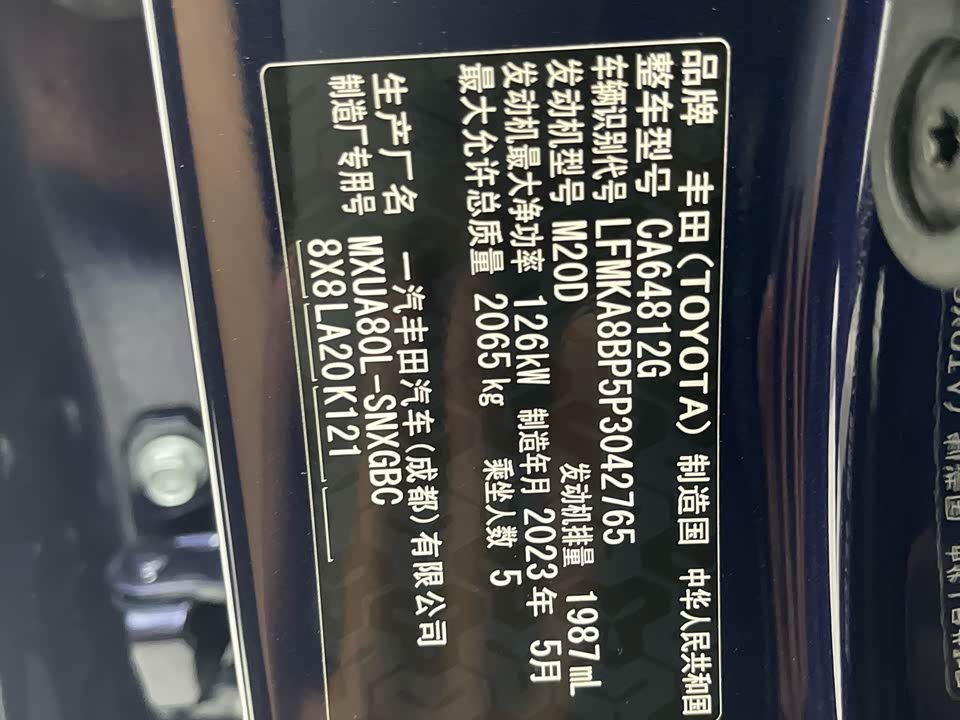 品牌 丰田(TOYOTA) 制造国 中华人民共和国
整车型号 CA64812G
车辆识别代号 LFMKA8BP5P3042765
发动机型号 M20D 发动机排量 1987mL
发动机最大净功率 126kW 制造年月 2023年 5月
最大允许总质量 2065kg 乘坐人数 5
生产厂名 一汽丰田汽车(成都)有限公司
制造厂专用号 MXUA80L-SNXGBC
8X8LA20K121